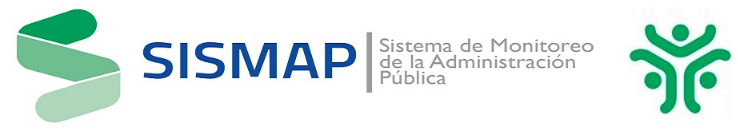 SISMAP
Sistema de Monitoreo
de la Administración
Pública